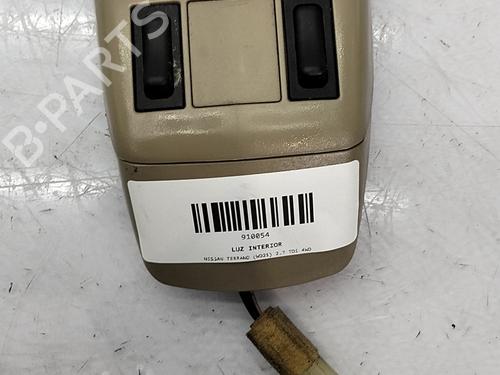 B-PARTS
910054
LUZ INTERIOR
NISSAN TERRANO (WD21) 2.7 TDI 4WD